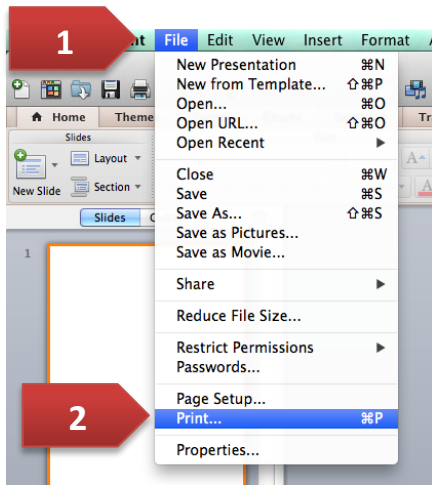 1
File Edit View Insert Format
New Presentation ⌘N
New from Template... ⇧⌘P
Open... ⌘O
Open URL... ⇧⌘O
Open Recent ▶
Close ⌘W
Save ⌘S
Save As... ⇧⌘S
Save as Pictures...
Save as Movie...
Share ▶
Reduce File Size...
Restrict Permissions ▶
Passwords...
Page Setup...
Print... ⌘P
Properties...
Home Theme
Slides
New Slide
Layout
Section
Slides
1
2